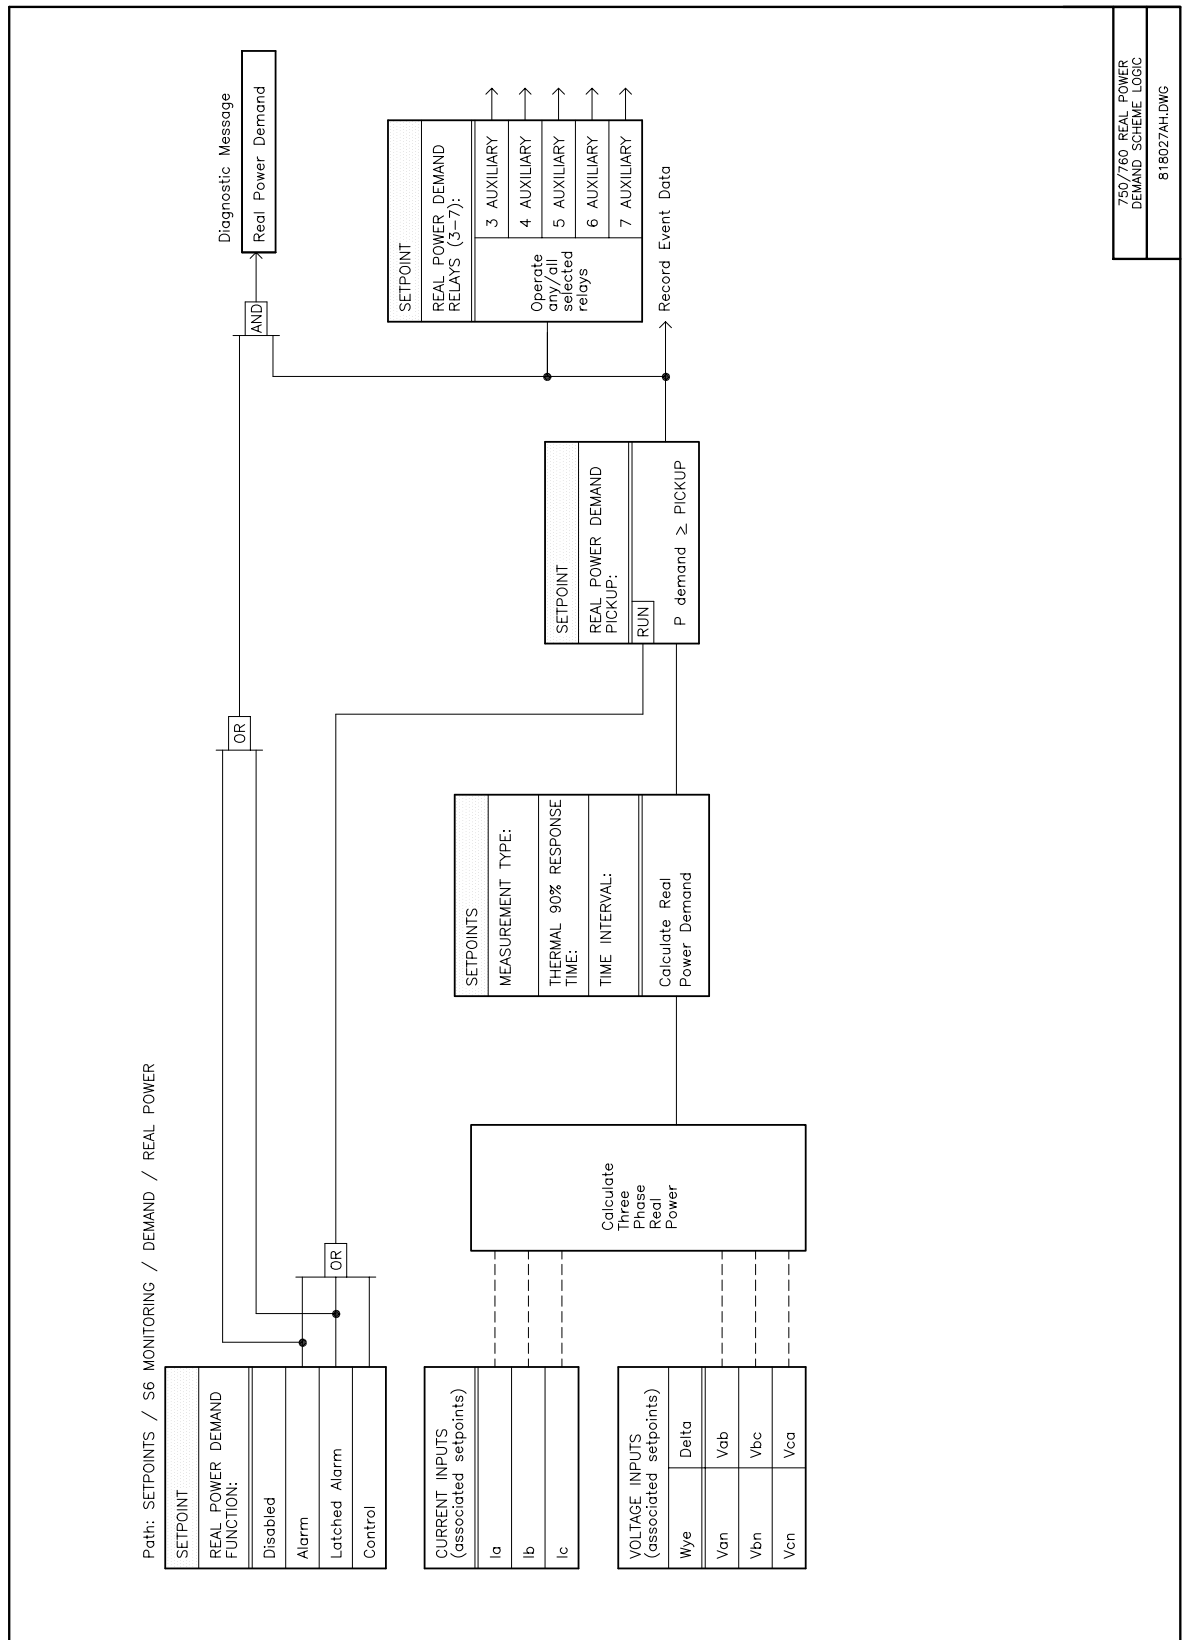 Path: SETPOINTS / S6 MONITORING / DEMAND / REAL POWER
SETPOINT
REAL POWER DEMAND
FUNCTION:
Disabled
Alarm
Latched Alarm
Control
OR
OR
AND
Diagnostic Message
Real Power Demand
CURRENT INPUTS
(associated setpoints)
Ia
Ib
Ic
VOLTAGE INPUTS
(associated setpoints)
Wye
Delta
Van
Vab
Vbn
Vbc
Vcn
Vca
Calculate
Three
Phase
Real
Power
SETPOINTS
MEASUREMENT TYPE:
THERMAL 90% RESPONSE
TIME:
TIME INTERVAL:
Calculate Real
Power Demand
SETPOINT
REAL POWER DEMAND
PICKUP:
RUN
P demand ≥ PICKUP
SETPOINT
REAL POWER DEMAND
RELAYS (3-7):
Operate
any/all
selected
relays
3 AUXILIARY
4 AUXILIARY
5 AUXILIARY
6 AUXILIARY
7 AUXILIARY
Record Event Data
750/760 REAL POWER
DEMAND SCHEME LOGIC
818027AH.DWG